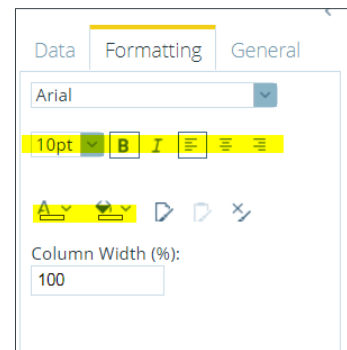 Data Formatting General
Arial
10pt B I
A
Column Width (%):
100